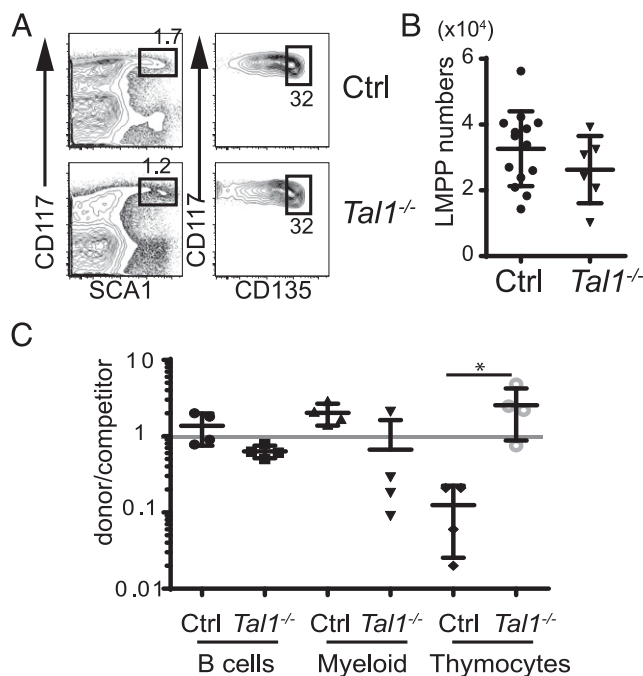 A
1.7
32
Ctrl
CD117
CD117
1.2
32
Tal1-/-
SCA1
CD135
B
(x10⁴)
LMPP numbers
6
4
2
0
Ctrl
Tal1-/-
C
donor/competitor
10
1
0.1
0.01
*
Ctrl Tal1-/- Ctrl Tal1-/- Ctrl Tal1-/-
B cells Myeloid Thymocytes